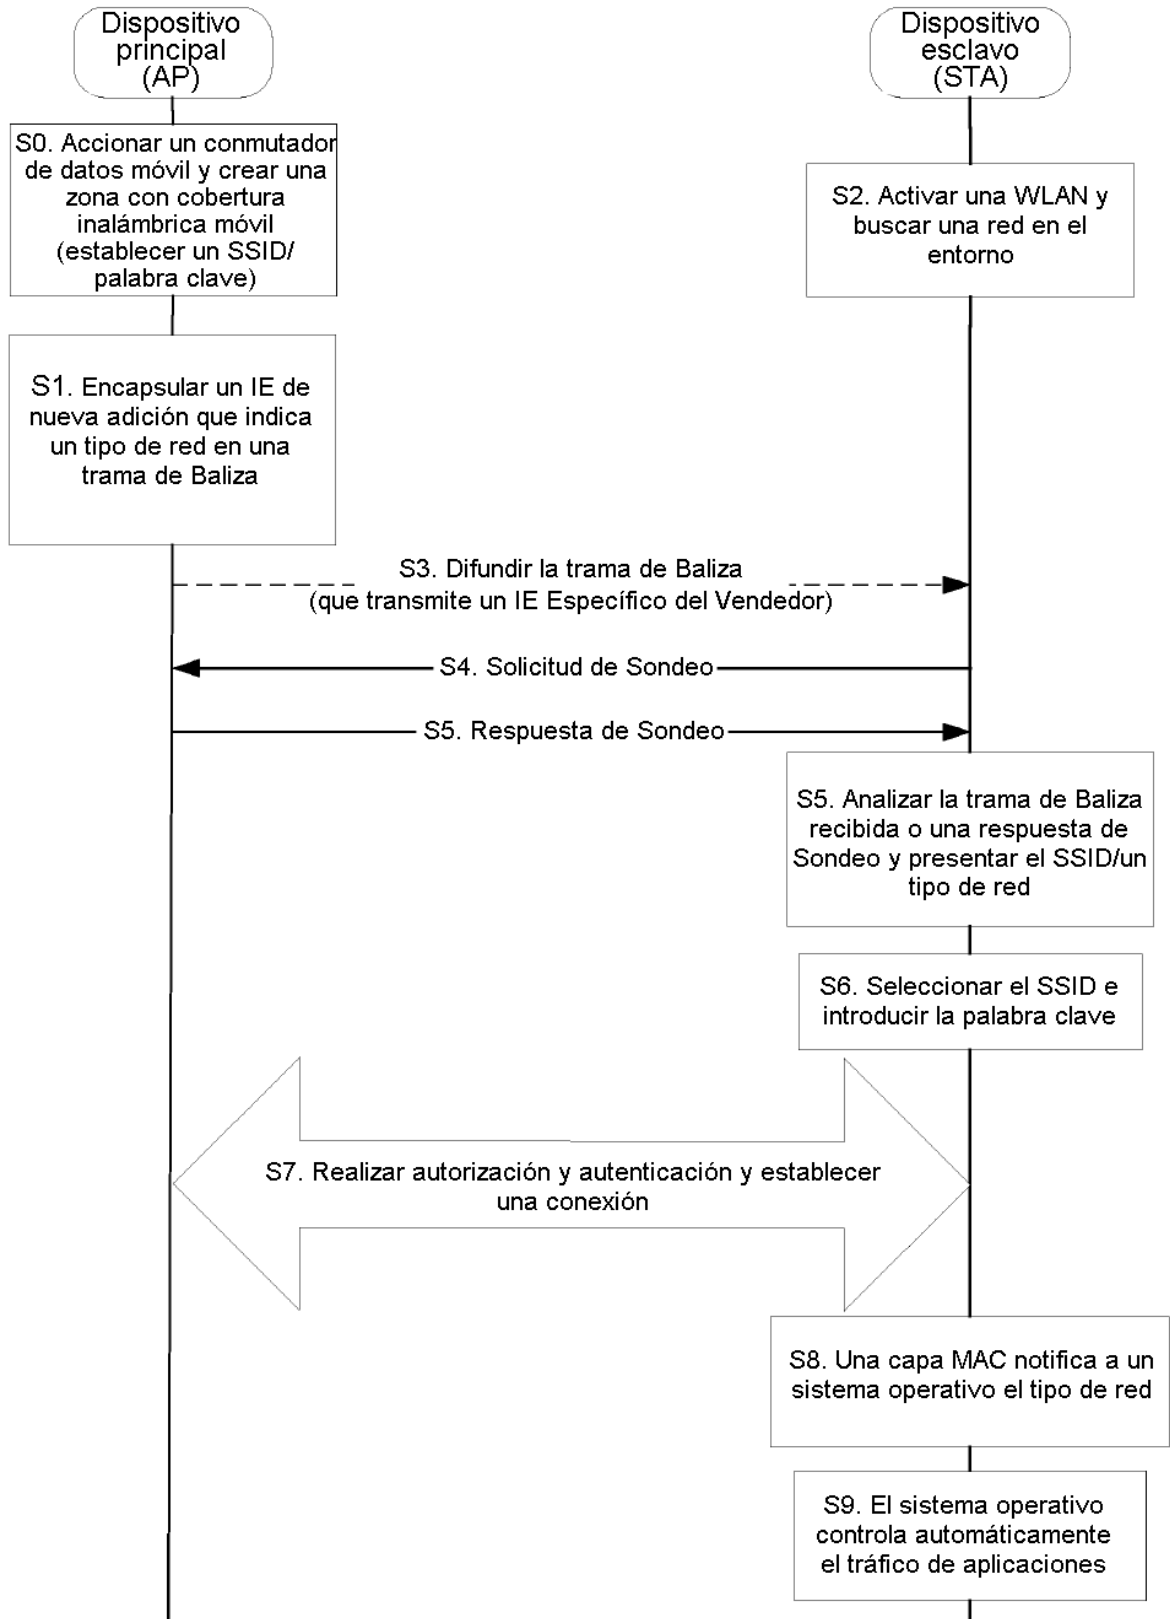 Dispositivo
principal
(AP)
Dispositivo
esclavo
(STA)
S0. Accionar un conmutador
de datos móvil y crear una
zona con cobertura
inalámbrica móvil
(establecer un SSID/
palabra clave)
S2. Activar una WLAN y
buscar una red en el
entorno
S1. Encapsular un IE de
nueva adición que indica
un tipo de red en una
trama de Baliza
S3. Difundir la trama de Baliza
(que transmite un IE Específico del Vendedor)
S4. Solicitud de Sondeo
S5. Respuesta de Sondeo
S5. Analizar la trama de Baliza
recibida o una respuesta de
Sondeo y presentar el SSID/un
tipo de red
S6. Seleccionar el SSID e
introducir la palabra clave
S7. Realizar autorización y autenticación y establecer
una conexión
S8. Una capa MAC notifica a un
sistema operativo el tipo de red
S9. El sistema operativo
controla automáticamente
el tráfico de aplicaciones